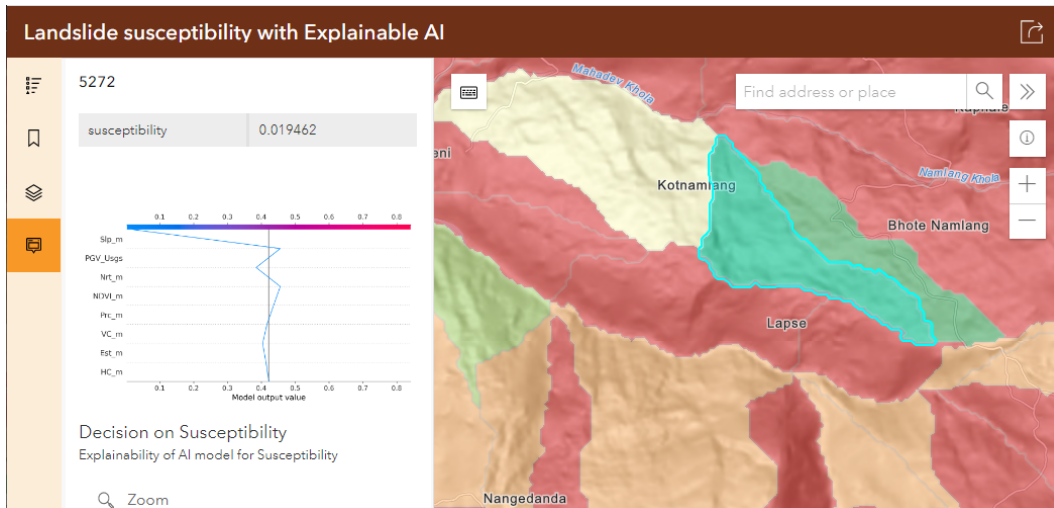 Landslide susceptibility with Explainable AI
5272
susceptibility 0.019462
0.1 0.2 0.3 0.4 0.5 0.6 0.7 0.8
Slp_m
PGV_Usgs
Nrt_m
NDVI_m
Prc_m
VC_m
Est_m
HC_m
0.1 0.2 0.3 0.4 0.5 0.6 0.7 0.8
Model output value
Decision on Susceptibility
Explainability of AI model for Susceptibility
Zoom
Find address or place
Mahadev Khola
eni
Kotnamlang
Namlang Khola
Bhote Namlang
Lapse
Nangedanda